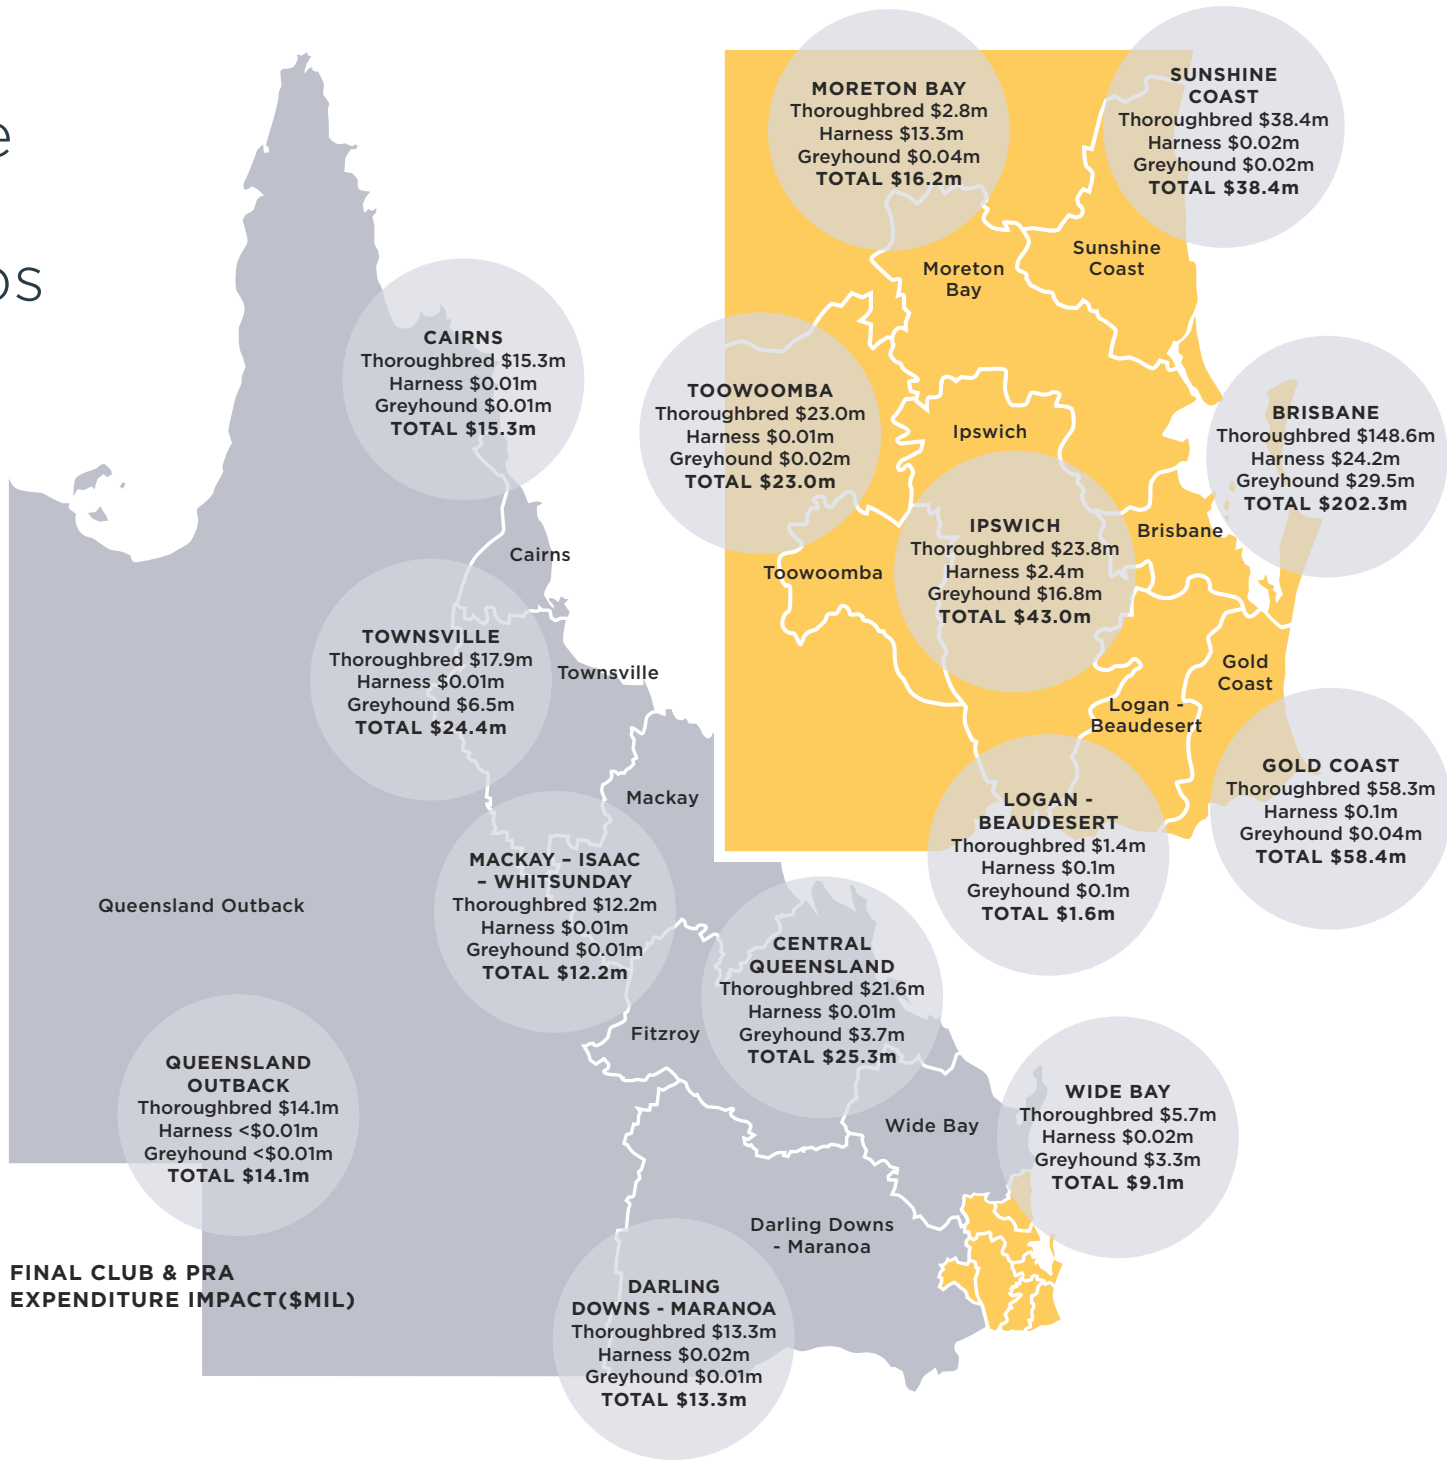 e
os
MORETON BAY
Thoroughbred $2.8m
Harness $13.3m
Greyhound $0.04m
TOTAL $16.2m
SUNSHINE
COAST
Thoroughbred $38.4m
Harness $0.02m
Greyhound $0.02m
TOTAL $38.4m
Sunshine
Coast
Moreton
Bay
CAIRNS
Thoroughbred $15.3m
Harness $0.01m
Greyhound $0.01m
TOTAL $15.3m
TOOWOOMBA
Thoroughbred $23.0m
Harness $0.01m
Greyhound $0.02m
TOTAL $23.0m
Ipswich
BRISBANE
Thoroughbred $148.6m
Harness $24.2m
Greyhound $29.5m
TOTAL $202.3m
IPSWICH
Thoroughbred $23.8m
Harness $2.4m
Greyhound $16.8m
TOTAL $43.0m
Brisbane
Cairns
Toowoomba
TOWNSVILLE
Thoroughbred $17.9m
Harness $0.01m
Greyhound $6.5m
TOTAL $24.4m
Townsville
Gold
Coast
Logan -
Beaudesert
Mackay
GOLD COAST
Thoroughbred $58.3m
Harness $0.1m
Greyhound $0.04m
TOTAL $58.4m
LOGAN -
BEAUDESERT
Thoroughbred $1.4m
Harness $0.1m
Greyhound $0.1m
TOTAL $1.6m
MACKAY – ISAAC
– WHITSUNDAY
Thoroughbred $12.2m
Harness $0.01m
Greyhound $0.01m
TOTAL $12.2m
Queensland Outback
CENTRAL
QUEENSLAND
Thoroughbred $21.6m
Harness $0.01m
Greyhound $3.7m
TOTAL $25.3m
Fitzroy
QUEENSLAND
OUTBACK
Thoroughbred $14.1m
Harness <$0.01m
Greyhound <$0.01m
TOTAL $14.1m
Wide Bay
WIDE BAY
Thoroughbred $5.7m
Harness $0.02m
Greyhound $3.3m
TOTAL $9.1m
Darling Downs
- Maranoa
FINAL CLUB & PRA
EXPENDITURE IMPACT($MIL)
DARLING
DOWNS - MARANOA
Thoroughbred $13.3m
Harness $0.02m
Greyhound $0.01m
TOTAL $13.3m